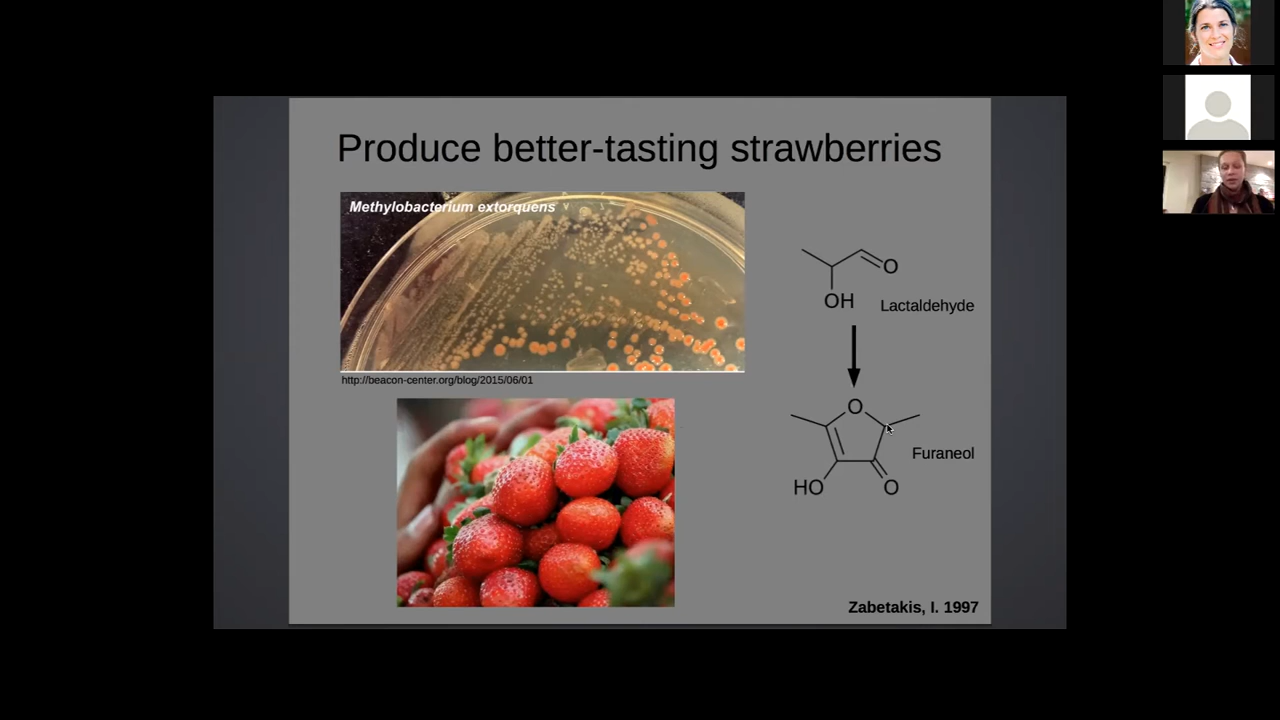 Produce better-tasting strawberries
Methylobacterium extorquens
http://beacon-center.org/blog/2015/06/01
O
OH
Lactaldehyde
O
Furaneol
HO
O
Zabetakis, I. 1997